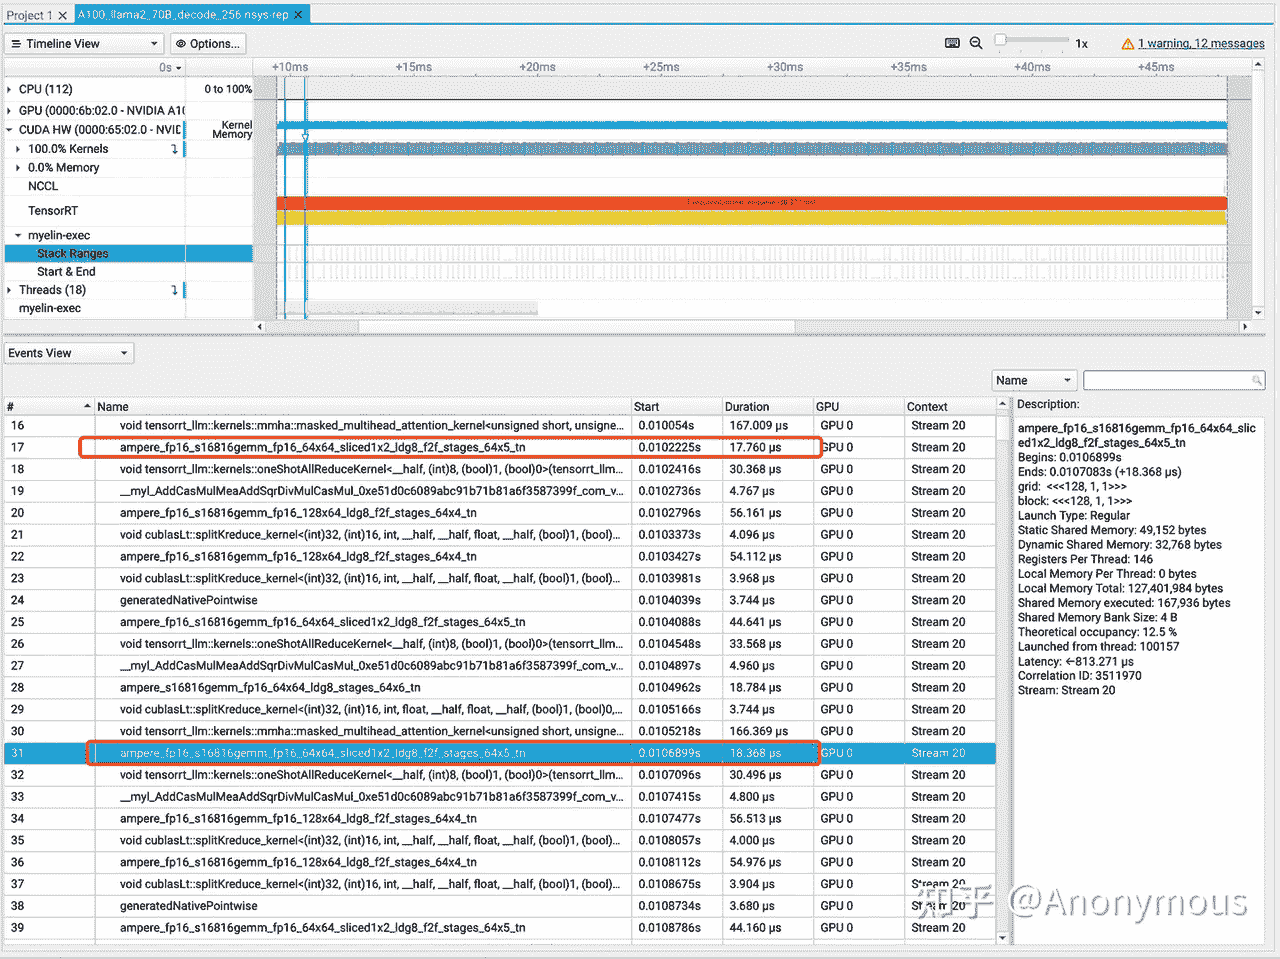 Project 1
A100_llama2_70B_decode_256.nsys-rep
Timeline View
Options...
1x
1 warning, 12 messages
0s
+10ms +15ms +20ms +25ms +30ms +35ms +40ms +45ms
CPU (112) 0 to 100%
GPU (0000:6b:02.0 - NVIDIA A10
CUDA HW (0000:65:02.0 - NVID Kernel
Memory
100.0% Kernels
0.0% Memory
NCCL
TensorRT
myelin-exec
Stack Ranges
Start & End
Threads (18)
myelin-exec
Events View
Name
# Name Start Duration GPU Context
16 void tensorrt_llm::kernels::mmha::masked_multihead_attention_kernel<unsigned short, unsigne... 0.010054s 167.009 μs GPU 0 Stream 20
17 ampere_fp16_s16816gemm_fp16_64x64_sliced1x2_ldg8_f2f_stages_64x5_tn 0.0102225s 17.760 μs GPU 0 Stream 20
18 void tensorrt_llm::kernels::oneShotAllReduceKernel<__half, (int)8, (bool)1, (bool)0>(tensorrt_llm... 0.0102416s 30.368 μs GPU 0 Stream 20
19 __myl_AddCasMulMeaAddSqrDivMulCasMul_0xe51d0c6089abc91b71b81a6f3587399f_com_v... 0.0102736s 4.767 μs GPU 0 Stream 20
20 ampere_fp16_s16816gemm_fp16_128x64_ldg8_f2f_stages_64x4_tn 0.0102796s 56.161 μs GPU 0 Stream 20
21 void cublasLt::splitKreduce_kernel<(int)32, (int)16, int, __half, __half, float, __half, (bool)1, (bool)... 0.0103373s 4.096 μs GPU 0 Stream 20
22 ampere_fp16_s16816gemm_fp16_128x64_ldg8_f2f_stages_64x4_tn 0.0103427s 54.112 μs GPU 0 Stream 20
23 void cublasLt::splitKreduce_kernel<(int)32, (int)16, int, __half, __half, float, __half, (bool)1, (bool)... 0.0103981s 3.968 μs GPU 0 Stream 20
24 generatedNativePointwise 0.0104039s 3.744 μs GPU 0 Stream 20
25 ampere_fp16_s16816gemm_fp16_64x64_sliced1x2_ldg8_f2f_stages_64x5_tn 0.0104088s 44.641 μs GPU 0 Stream 20
26 void tensorrt_llm::kernels::oneShotAllReduceKernel<__half, (int)8, (bool)1, (bool)0>(tensorrt_llm... 0.0104548s 33.568 μs GPU 0 Stream 20
27 __myl_AddCasMulMeaAddSqrDivMulCasMul_0xe51d0c6089abc91b71b81a6f3587399f_com_v... 0.0104897s 4.960 μs GPU 0 Stream 20
28 ampere_s16816gemm_fp16_64x64_ldg8_stages_64x6_tn 0.0104962s 18.784 μs GPU 0 Stream 20
29 void cublasLt::splitKreduce_kernel<(int)32, (int)16, int, float, __half, float, __half, (bool)1, (bool)0,... 0.0105166s 3.744 μs GPU 0 Stream 20
30 void tensorrt_llm::kernels::mmha::masked_multihead_attention_kernel<unsigned short, unsigne... 0.0105218s 166.369 μs GPU 0 Stream 20
31 ampere_fp16_s16816gemm_fp16_64x64_sliced1x2_ldg8_f2f_stages_64x5_tn 0.0106899s 18.368 μs GPU 0 Stream 20
32 void tensorrt_llm::kernels::oneShotAllReduceKernel<__half, (int)8, (bool)1, (bool)0>(tensorrt_llm... 0.0107096s 30.496 μs GPU 0 Stream 20
33 __myl_AddCasMulMeaAddSqrDivMulCasMul_0xe51d0c6089abc91b71b81a6f3587399f_com_v... 0.0107415s 4.800 μs GPU 0 Stream 20
34 ampere_fp16_s16816gemm_fp16_128x64_ldg8_f2f_stages_64x4_tn 0.0107477s 56.513 μs GPU 0 Stream 20
35 void cublasLt::splitKreduce_kernel<(int)32, (int)16, int, __half, __half, float, __half, (bool)1, (bool)... 0.0108057s 4.000 μs GPU 0 Stream 20
36 ampere_fp16_s16816gemm_fp16_128x64_ldg8_f2f_stages_64x4_tn 0.0108112s 54.976 μs GPU 0 Stream 20
37 void cublasLt::splitKreduce_kernel<(int)32, (int)16, int, __half, __half, float, __half, (bool)1, (bool)... 0.0108675s 3.904 μs GPU 0 Stream 20
38 generatedNativePointwise 0.0108734s 3.680 μs GPU 0 Stream 20
39 ampere_fp16_s16816gemm_fp16_64x64_sliced1x2_ldg8_f2f_stages_64x5_tn 0.0108786s 44.160 μs GPU 0 Stream 20
Description:
ampere_fp16_s16816gemm_fp16_64x64_slic
ed1x2_ldg8_f2f_stages_64x5_tn
Begins: 0.0106899s
Ends: 0.0107083s (+18.368 μs)
grid: <<<128, 1, 1>>>
block: <<<128, 1, 1>>>
Launch Type: Regular
Static Shared Memory: 49,152 bytes
Dynamic Shared Memory: 32,768 bytes
Registers Per Thread: 146
Local Memory Per Thread: 0 bytes
Local Memory Total: 127,401,984 bytes
Shared Memory executed: 167,936 bytes
Shared Memory Bank Size: 4 B
Theoretical occupancy: 12.5 %
Launched from thread: 100157
Latency: ←813.271 μs
Correlation ID: 3511970
Stream: Stream 20
知乎 @Anonymous